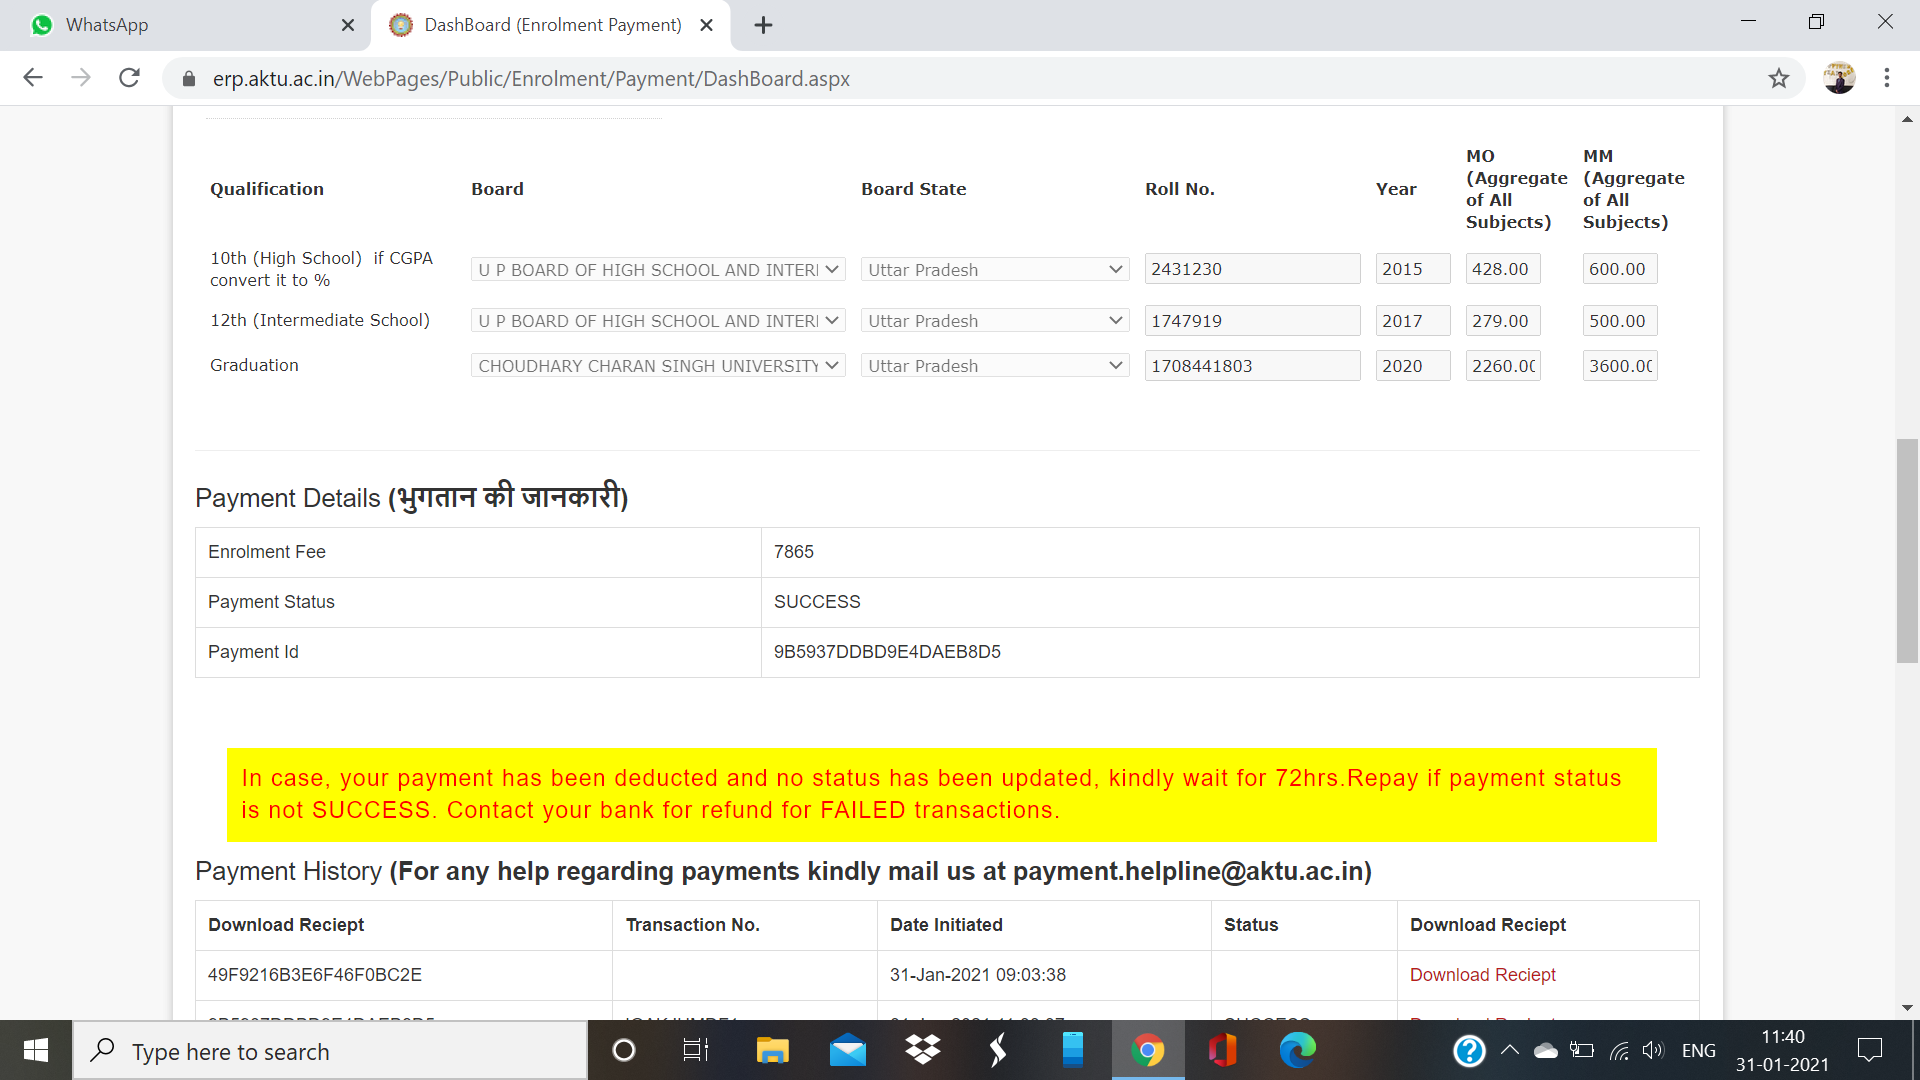 WhatsApp
DashBoard (Enrolment Payment)
erp.aktu.ac.in/WebPages/Public/Enrolment/Payment/DashBoard.aspx
Qualification Board Board State Roll No. Year MO (Aggregate of All Subjects) MM (Aggregate of All Subjects)
10th (High School) if CGPA convert it to % U P BOARD OF HIGH SCHOOL AND INTERI Uttar Pradesh 2431230 2015 428.00 600.00
12th (Intermediate School) U P BOARD OF HIGH SCHOOL AND INTERI Uttar Pradesh 1747919 2017 279.00 500.00
Graduation CHOUDHARY CHARAN SINGH UNIVERSITY Uttar Pradesh 1708441803 2020 2260.00 3600.00
Payment Details (भुगतान की जानकारी)
Enrolment Fee 7865
Payment Status SUCCESS
Payment Id 9B5937DDBD9E4DAEB8D5
In case, your payment has been deducted and no status has been updated, kindly wait for 72hrs.Repay if payment status
is not SUCCESS. Contact your bank for refund for FAILED transactions.
Payment History (For any help regarding payments kindly mail us at payment.helpline@aktu.ac.in)
Download Reciept Transaction No. Date Initiated Status Download Reciept
49F9216B3E6F46F0BC2E 31-Jan-2021 09:03:38 Download Reciept
Type here to search
ENG
11:40
31-01-2021